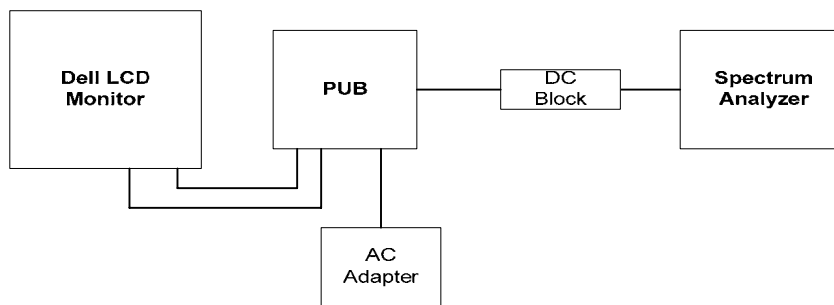 Dell LCD
Monitor
PUB
DC
Block
Spectrum
Analyzer
AC
Adapter